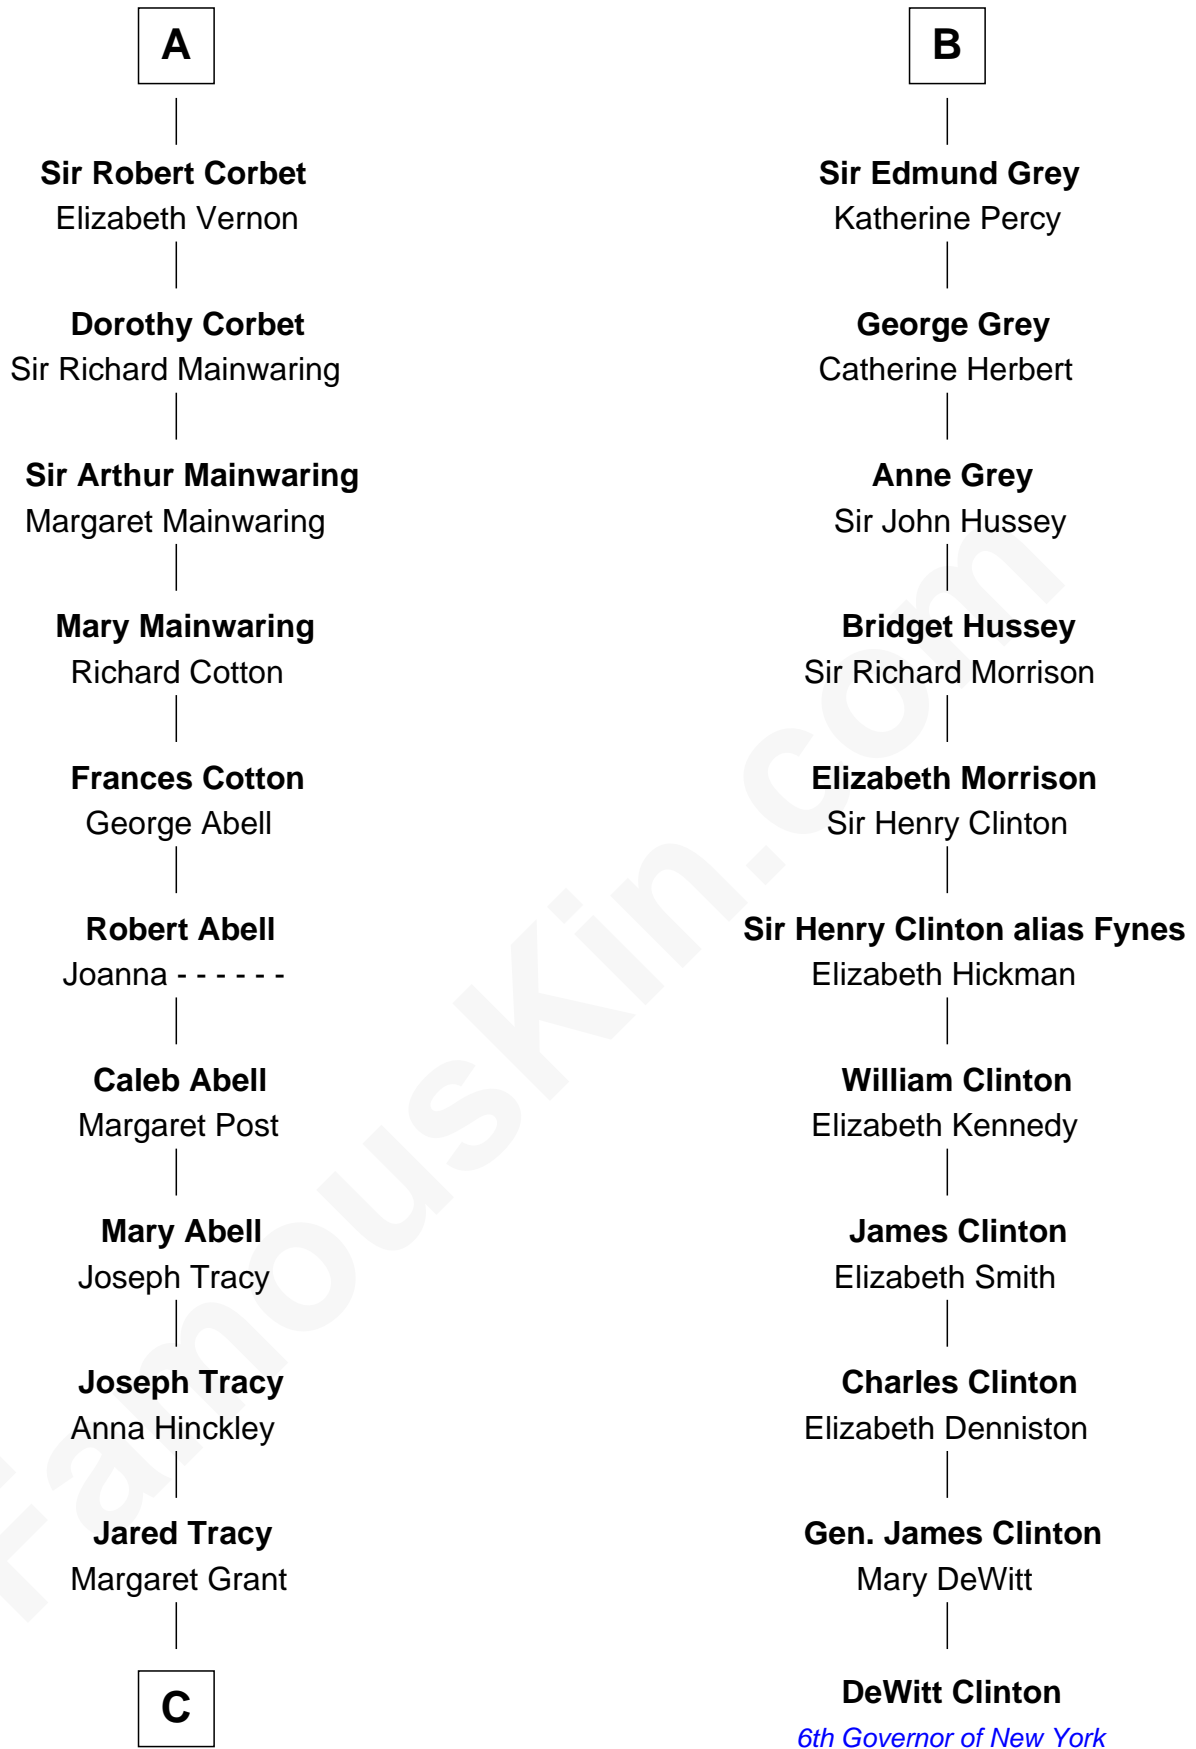 A
Sir Robert Corbet
Elizabeth Vernon
Dorothy Corbet
Sir Richard Mainwaring
Sir Arthur Mainwaring
Margaret Mainwaring
Mary Mainwaring
Richard Cotton
Frances Cotton
George Abell
Robert Abell
Joanna - - - - - -
Caleb Abell
Margaret Post
Mary Abell
Joseph Tracy
Joseph Tracy
Anna Hinckley
Jared Tracy
Margaret Grant
C
B
Sir Edmund Grey
Katherine Percy
George Grey
Catherine Herbert
Anne Grey
Sir John Hussey
Bridget Hussey
Sir Richard Morrison
Elizabeth Morrison
Sir Henry Clinton
Sir Henry Clinton alias Fynes
Elizabeth Hickman
William Clinton
Elizabeth Kennedy
James Clinton
Elizabeth Smith
Charles Clinton
Elizabeth Denniston
Gen. James Clinton
Mary DeWitt
DeWitt Clinton
6th Governor of New York
FamousKin.com